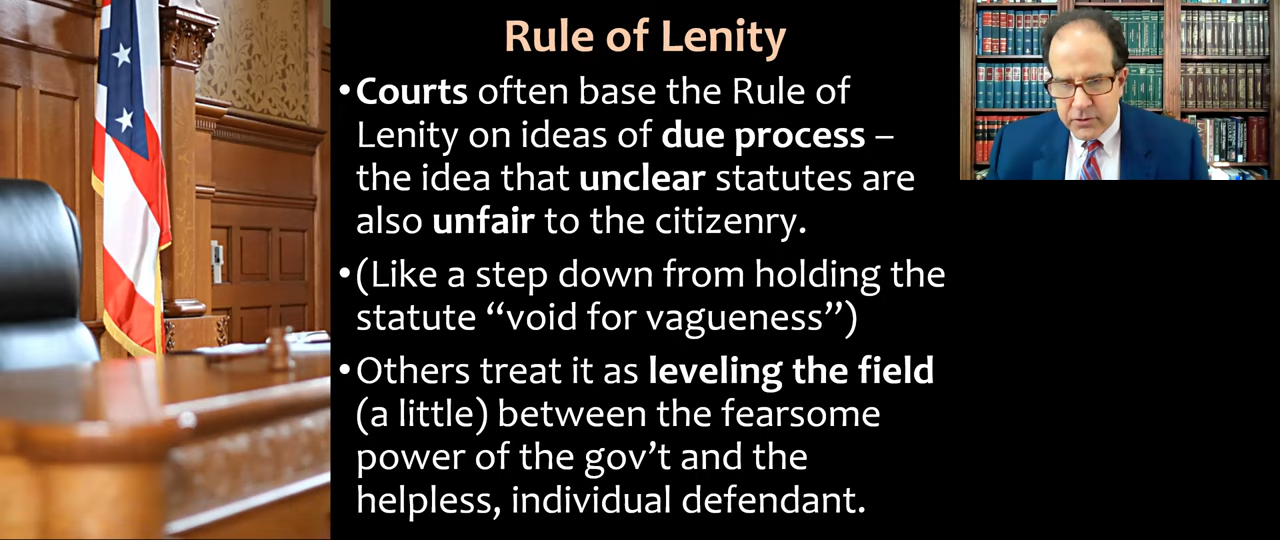 Rule of Lenity
•Courts often base the Rule of
Lenity on ideas of due process –
the idea that unclear statutes are
also unfair to the citizenry.
•(Like a step down from holding the
statute “void for vagueness”)
•Others treat it as leveling the field
(a little) between the fearsome
power of the gov’t and the
helpless, individual defendant.